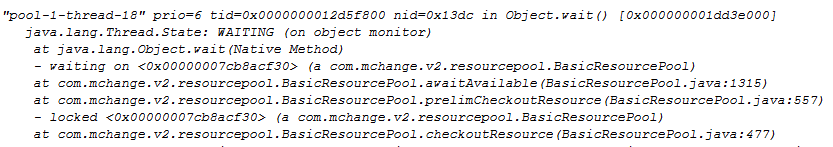 "pool-1-thread-18" prio=6 tid=0x0000000012d5f800 nid=0x13dc in Object.wait() [0x000000001dd3e000]
java.lang.Thread.State: WAITING (on object monitor)
at java.lang.Object.wait(Native Method)
- waiting on <0x00000007cb8acf30> (a com.mchange.v2.resourcepool.BasicResourcePool)
at com.mchange.v2.resourcepool.BasicResourcePool.awaitAvailable(BasicResourcePool.java:1315)
at com.mchange.v2.resourcepool.BasicResourcePool.prelimCheckoutResource(BasicResourcePool.java:557)
- locked <0x00000007cb8acf30> (a com.mchange.v2.resourcepool.BasicResourcePool)
at com.mchange.v2.resourcepool.BasicResourcePool.checkoutResource(BasicResourcePool.java:477)